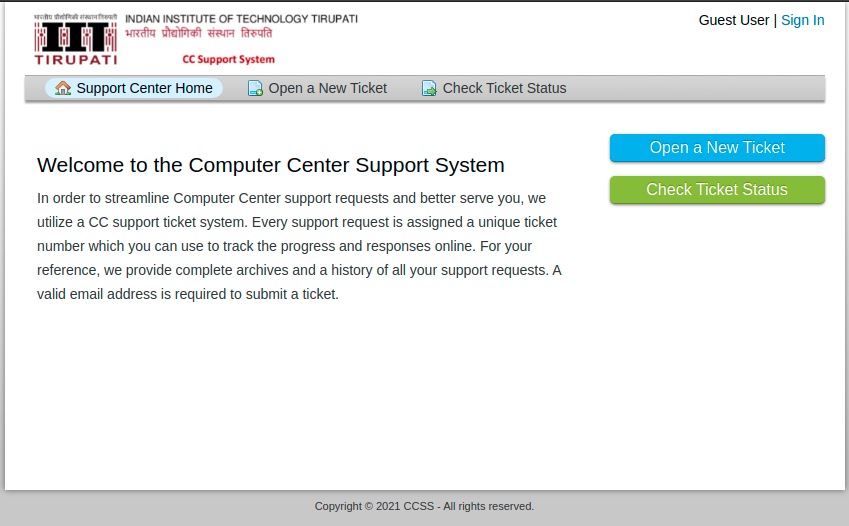 भारतीय प्रौद्योगिकी संस्थान तिरुपति
TIRUPATI
INDIAN INSTITUTE OF TECHNOLOGY TIRUPATI
भारतीय प्रौद्योगिकी संस्थान तिरुपति
CC Support System
Guest User | Sign In
Support Center Home Open a New Ticket Check Ticket Status
Welcome to the Computer Center Support System
In order to streamline Computer Center support requests and better serve you, we
utilize a CC support ticket system. Every support request is assigned a unique ticket
number which you can use to track the progress and responses online. For your
reference, we provide complete archives and a history of all your support requests. A
valid email address is required to submit a ticket.
Open a New Ticket
Check Ticket Status
Copyright © 2021 CCSS - All rights reserved.